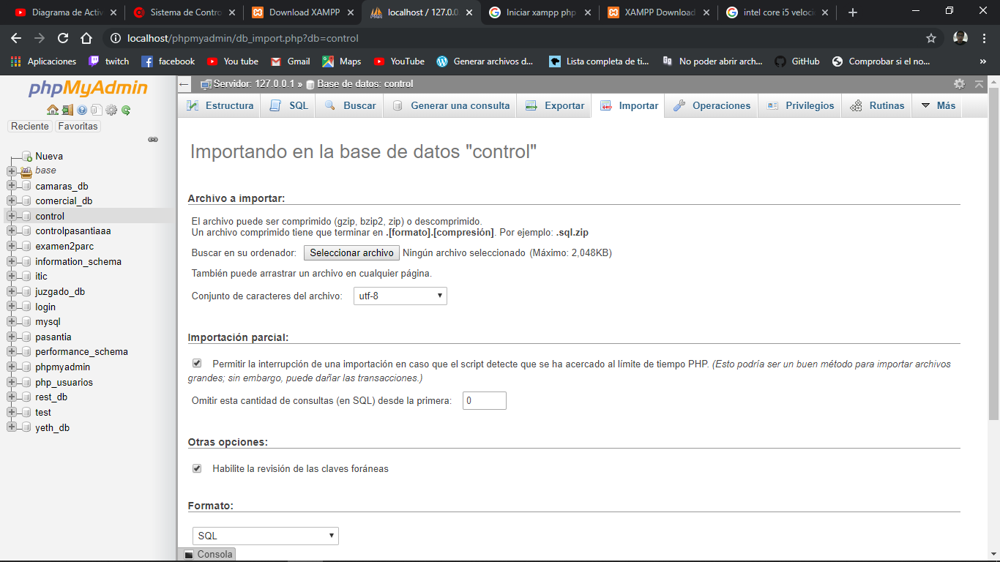 Diagrama de Activ
Sistema de Contro
Download XAMPP
localhost / 127.0.0.
Iniciar xampp php
XAMPP Download
intel core i5 veloci
localhost/phpmyadmin/db_import.php?db=control
Aplicaciones
twitch
facebook
You tube
Gmail
Maps
YouTube
Generar archivos d...
Lista completa de ti...
No poder abrir arch...
GitHub
Comprobar si el no...
»
phpMyAdmin
Reciente Favoritas
Nueva
base
camaras_db
comercial_db
control
controlpasantiaaa
examen2parc
information_schema
itic
juzgado_db
login
mysql
pasantia
performance_schema
phpmyadmin
php_usuarios
rest_db
test
yeth_db
Servidor: 127.0.0.1 » Base de datos: control
Estructura
SQL
Buscar
Generar una consulta
Exportar
Importar
Operaciones
Privilegios
Rutinas
Más
Importando en la base de datos "control"
Archivo a importar:
El archivo puede ser comprimido (gzip, bzip2, zip) o descomprimido.
Un archivo comprimido tiene que terminar en .[formato].[compresión]. Por ejemplo: .sql.zip
Buscar en su ordenador: Seleccionar archivo Ningún archivo seleccionado (Máximo: 2,048KB)
También puede arrastrar un archivo en cualquier página.
Conjunto de caracteres del archivo: utf-8
Importación parcial:
Permitir la interrupción de una importación en caso que el script detecte que se ha acercado al límite de tiempo PHP. (Esto podría ser un buen método para importar archivos
grandes; sin embargo, puede dañar las transacciones.)
Omitir esta cantidad de consultas (en SQL) desde la primera: 0
Otras opciones:
Habilite la revisión de las claves foráneas
Formato:
SQL
Consola